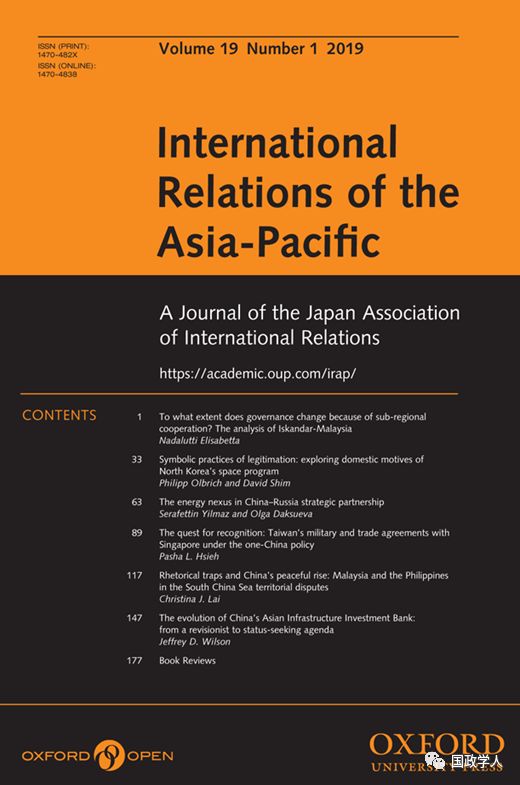 ISSN (PRINT):
1470-482X
ISSN (ONLINE):
1470-4838
Volume 19 Number 1 2019
International
Relations of the
Asia-Pacific
A Journal of the Japan Association
of International Relations
https://academic.oup.com/irap/
CONTENTS
1 To what extent does governance change because of sub-regional
cooperation? The analysis of Iskandar-Malaysia
Nadalutti Elisabetta
33 Symbolic practices of legitimation: exploring domestic motives of
North Korea's space program
Philipp Olbrich and David Shim
63 The energy nexus in China–Russia strategic partnership
Serafettin Yilmaz and Olga Daksueva
89 The quest for recognition: Taiwan's military and trade agreements with
Singapore under the one-China policy
Pasha L. Hsieh
117 Rhetorical traps and China's peaceful rise: Malaysia and the Philippines
in the South China Sea territorial disputes
Christina J. Lai
147 The evolution of China's Asian Infrastructure Investment Bank:
from a revisionist to status-seeking agenda
Jeffrey D. Wilson
177 Book Reviews
OXFORD OPEN
OXFORD
UNIVERSITY PRESS
国政学人